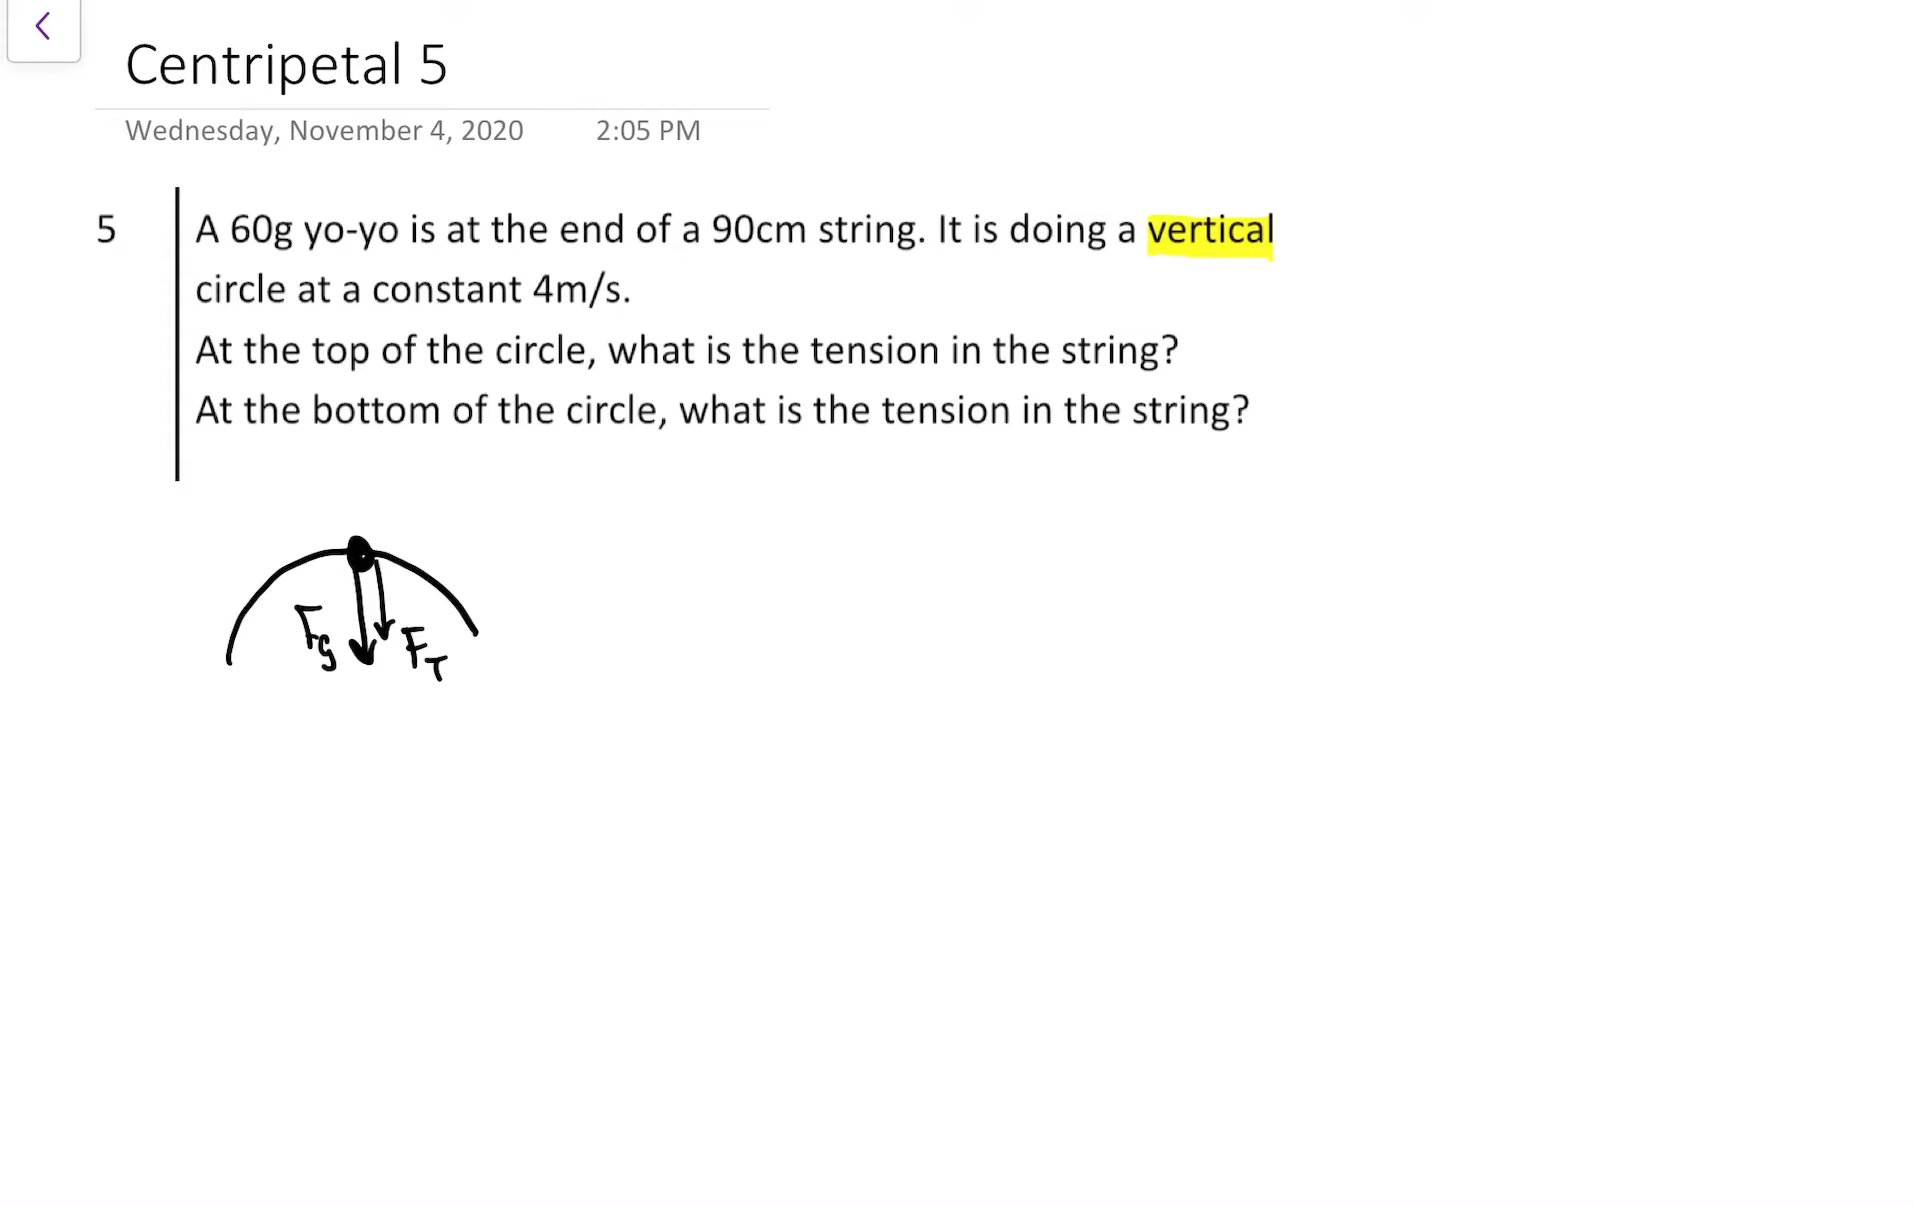 Centripetal 5
Wednesday, November 4, 2020 2:05 PM
5 A 60g yo-yo is at the end of a 90cm string. It is doing a vertical
circle at a constant 4m/s.
At the top of the circle, what is the tension in the string?
At the bottom of the circle, what is the tension in the string?
Fg FT